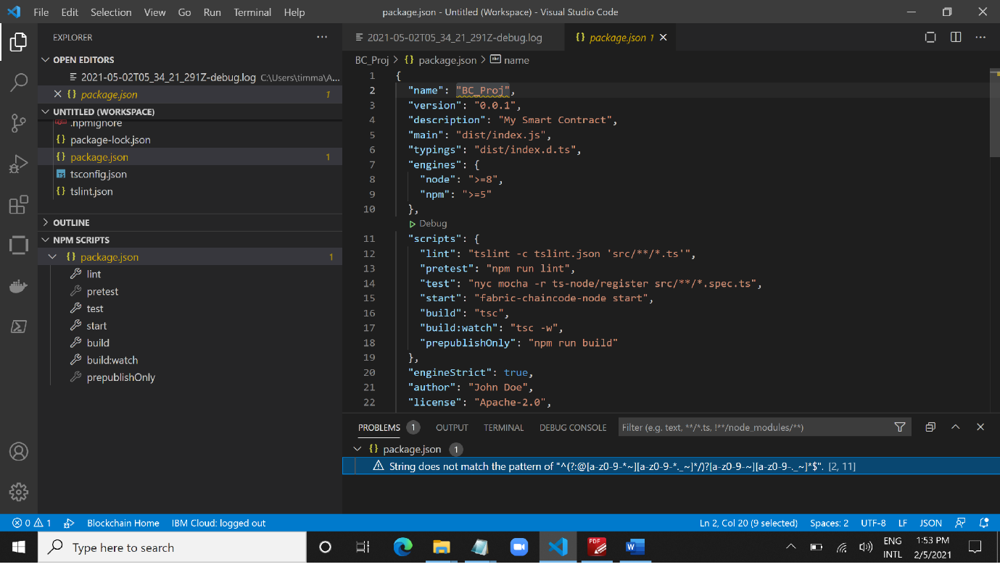 File Edit Selection View Go Run Terminal Help package.json - Untitled (Workspace) - Visual Studio Code
EXPLORER
OPEN EDITORS
2021-05-02T05_34_21_291Z-debug.log C:\Users\timma\A...
package.json 1
UNTITLED (WORKSPACE)
.npmignore
package-lock.json
package.json 1
tsconfig.json
tslint.json
OUTLINE
NPM SCRIPTS
package.json 1
lint
pretest
test
start
build
build:watch
prepublishOnly
2021-05-02T05_34_21_291Z-debug.log package.json 1
BC_Proj > package.json > name
1 {
2 "name": "BC_Proj",
3 "version": "0.0.1",
4 "description": "My Smart Contract",
5 "main": "dist/index.js",
6 "typings": "dist/index.d.ts",
7 "engines": {
8 "node": ">=8",
9 "npm": ">=5"
10 },
Debug
11 "scripts": {
12 "lint": "tslint -c tslint.json 'src/**/*.ts'",
13 "pretest": "npm run lint",
14 "test": "nyc mocha -r ts-node/register src/**/*.spec.ts",
15 "start": "fabric-chaincode-node start",
16 "build": "tsc",
17 "build:watch": "tsc -w",
18 "prepublishOnly": "npm run build"
19 },
20 "engineStrict": true,
21 "author": "John Doe",
22 "license": "Apache-2.0",
PROBLEMS 1 OUTPUT TERMINAL DEBUG CONSOLE Filter (e.g. text, **/*.ts, !**/node_modules/**)
package.json 1
String does not match the pattern of "^(?:@[a-z0-9-*~][a-z0-9-*._~]*/)?[a-z0-9-~][a-z0-9-._~]*$". [2, 11]
0 1 Blockchain Home IBM Cloud: logged out Ln 2, Col 20 (9 selected) Spaces: 2 UTF-8 LF JSON
Type here to search
PDF
W
ENG
INTL
1:53 PM
2/5/2021